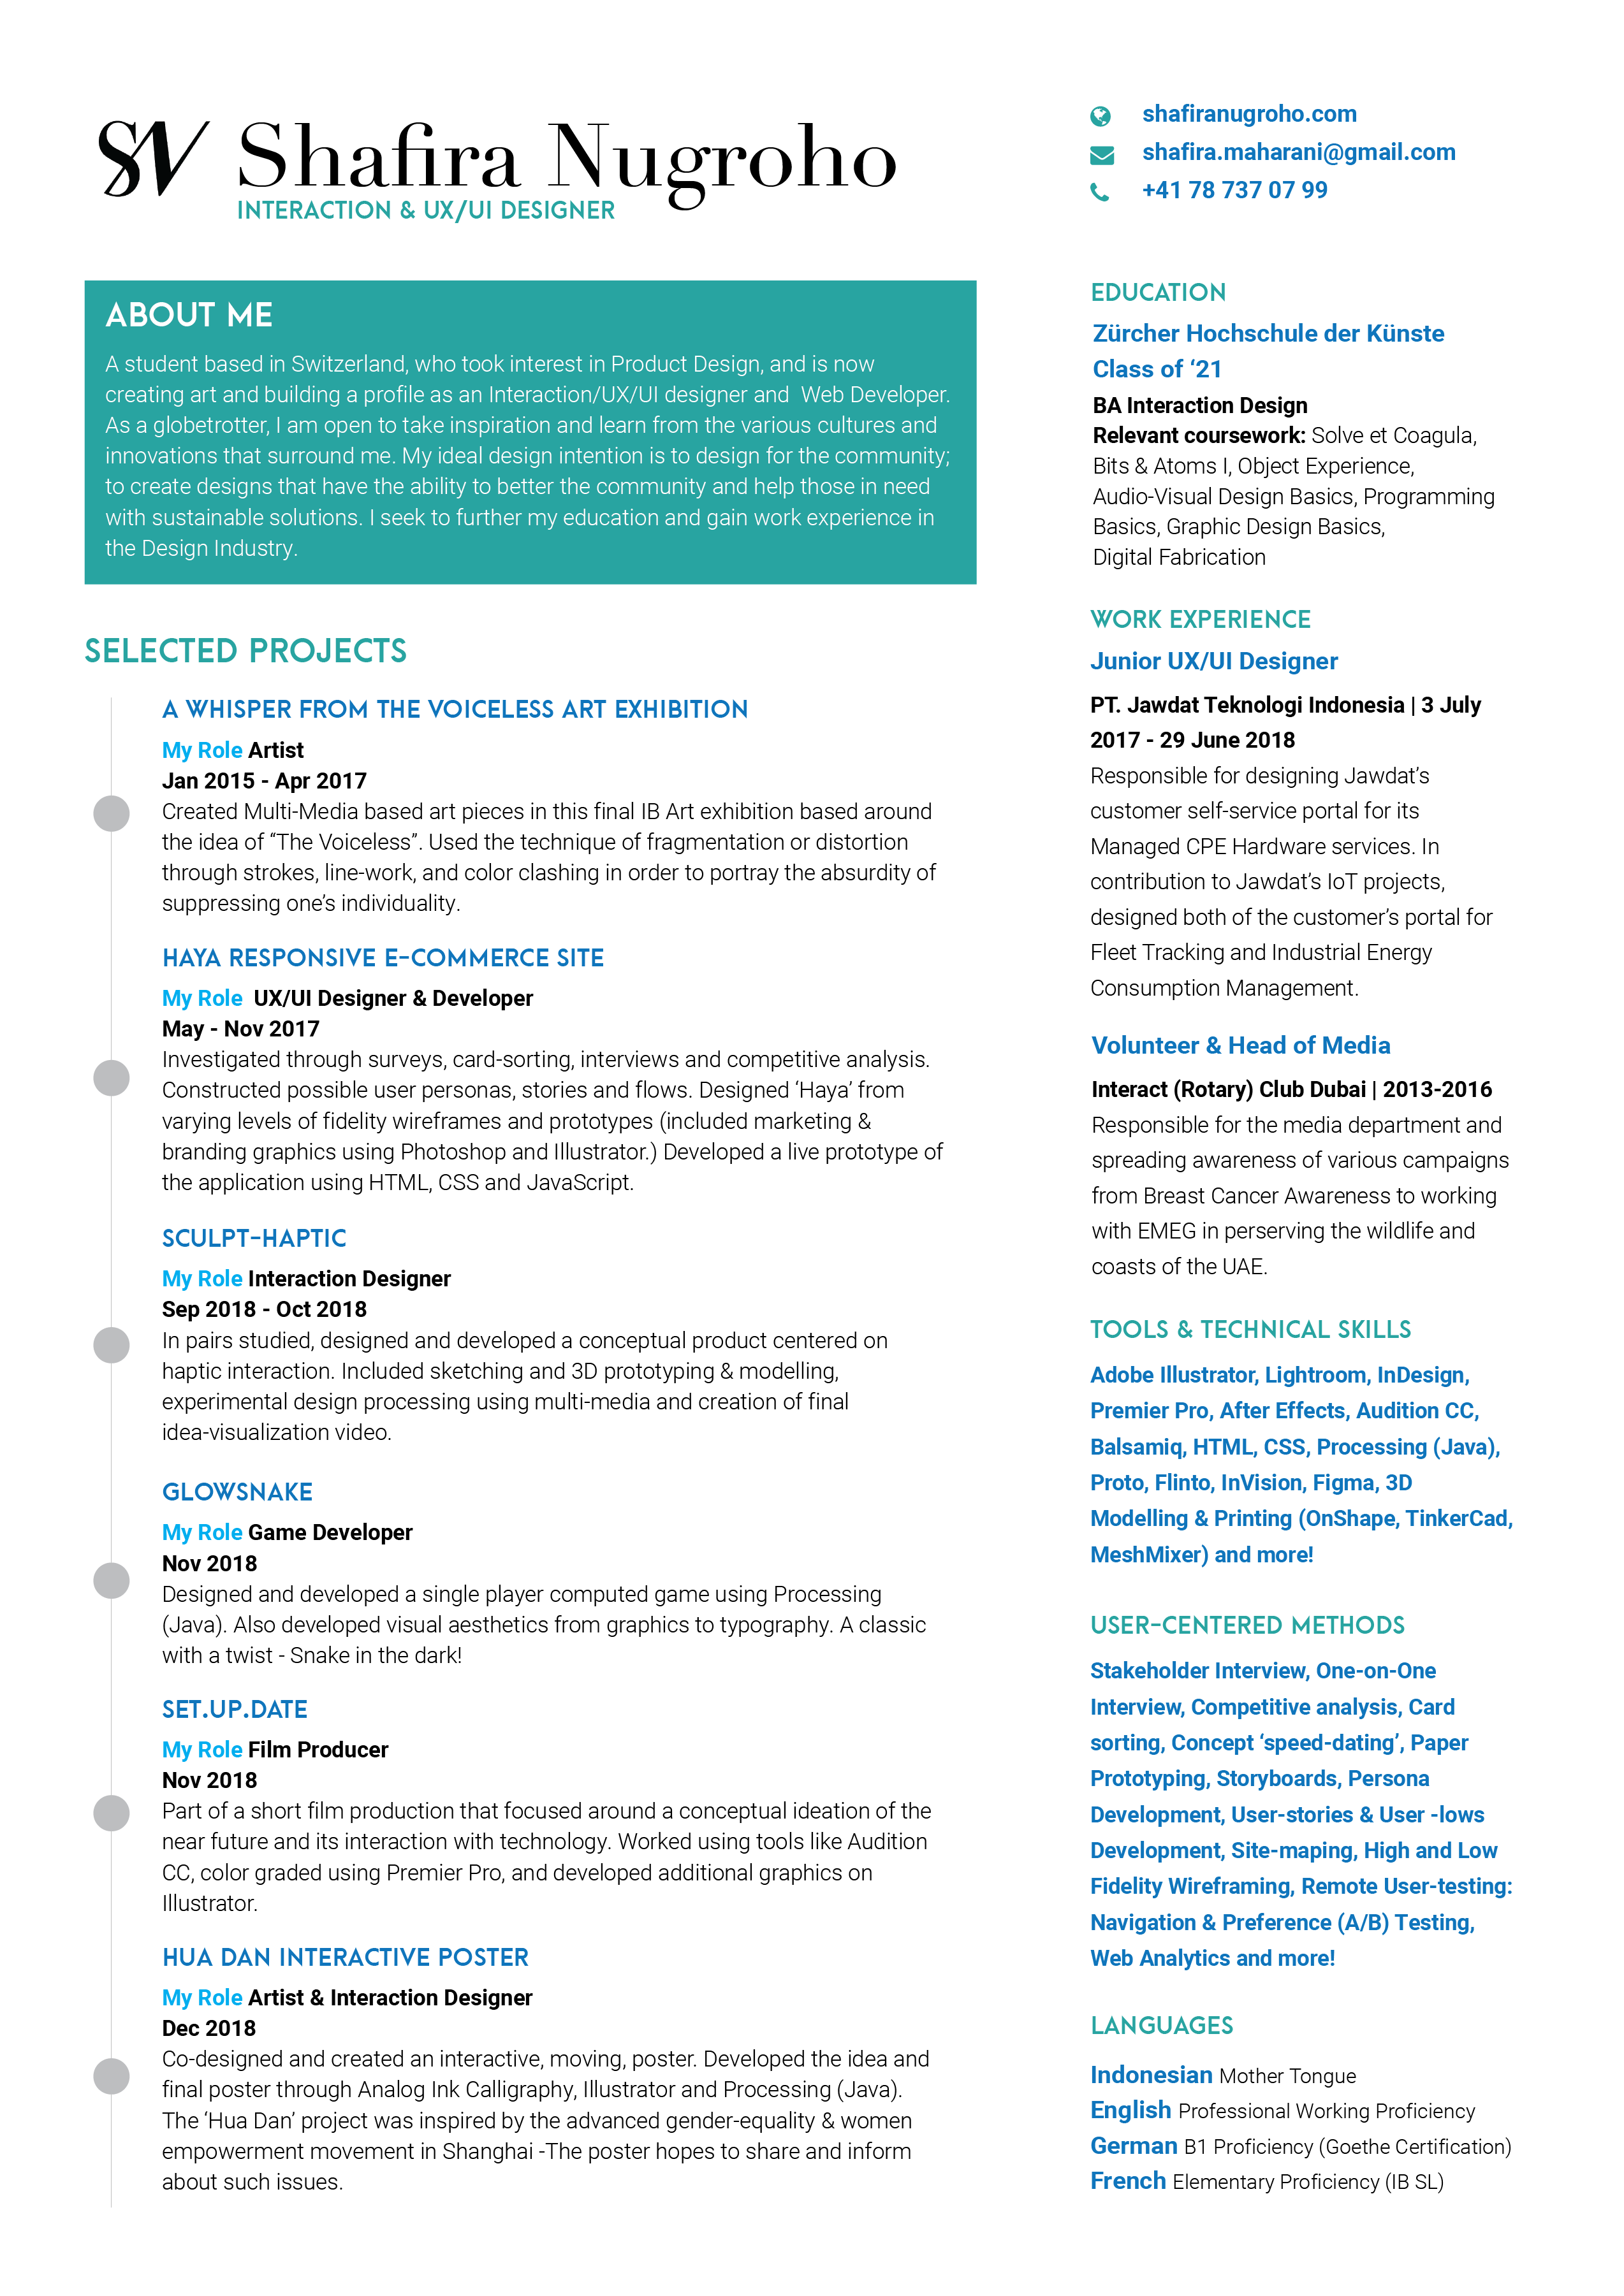 SN Shafira Nugroho
INTERACTION & UX/UI DESIGNER
shafiranugroho.com
shafira.maharani@gmail.com
+41 78 737 07 99
ABOUT ME
A student based in Switzerland, who took interest in Product Design, and is now
creating art and building a profile as an Interaction/UX/UI designer and  Web Developer.
As a globetrotter, I am open to take inspiration and learn from the various cultures and
innovations that surround me. My ideal design intention is to design for the community;
to create designs that have the ability to better the community and help those in need
with sustainable solutions. I seek to further my education and gain work experience in
the Design Industry.
SELECTED PROJECTS
A WHISPER FROM THE VOICELESS ART EXHIBITION
My Role Artist
Jan 2015 - Apr 2017
Created Multi-Media based art pieces in this final IB Art exhibition based around
the idea of “The Voiceless”. Used the technique of fragmentation or distortion
through strokes, line-work, and color clashing in order to portray the absurdity of
suppressing one’s individuality.
HAYA RESPONSIVE E-COMMERCE SITE
My Role  UX/UI Designer & Developer
May - Nov 2017
Investigated through surveys, card-sorting, interviews and competitive analysis.
Constructed possible user personas, stories and flows. Designed ‘Haya’ from
varying levels of fidelity wireframes and prototypes (included marketing &
branding graphics using Photoshop and Illustrator.) Developed a live prototype of
the application using HTML, CSS and JavaScript.
SCULPT-HAPTIC
My Role Interaction Designer
Sep 2018 - Oct 2018
In pairs studied, designed and developed a conceptual product centered on
haptic interaction. Included sketching and 3D prototyping & modelling,
experimental design processing using multi-media and creation of final
idea-visualization video.
GLOWSNAKE
My Role Game Developer
Nov 2018
Designed and developed a single player computed game using Processing
(Java). Also developed visual aesthetics from graphics to typography. A classic
with a twist - Snake in the dark!
SET.UP.DATE
My Role Film Producer
Nov 2018
Part of a short film production that focused around a conceptual ideation of the
near future and its interaction with technology. Worked using tools like Audition
CC, color graded using Premier Pro, and developed additional graphics on
Illustrator.
HUA DAN INTERACTIVE POSTER
My Role Artist & Interaction Designer
Dec 2018
Co-designed and created an interactive, moving, poster. Developed the idea and
final poster through Analog Ink Calligraphy, Illustrator and Processing (Java).
The ‘Hua Dan’ project was inspired by the advanced gender-equality & women
empowerment movement in Shanghai -The poster hopes to share and inform
about such issues.
EDUCATION
Zürcher Hochschule der Künste
Class of ‘21
BA Interaction Design
Relevant coursework: Solve et Coagula,
Bits & Atoms I, Object Experience,
Audio-Visual Design Basics, Programming
Basics, Graphic Design Basics,
Digital Fabrication
WORK EXPERIENCE
Junior UX/UI Designer
PT. Jawdat Teknologi Indonesia | 3 July
2017 - 29 June 2018
Responsible for designing Jawdat’s
customer self-service portal for its
Managed CPE Hardware services. In
contribution to Jawdat’s IoT projects,
designed both of the customer’s portal for
Fleet Tracking and Industrial Energy
Consumption Management.
Volunteer & Head of Media
Interact (Rotary) Club Dubai | 2013-2016
Responsible for the media department and
spreading awareness of various campaigns
from Breast Cancer Awareness to working
with EMEG in perserving the wildlife and
coasts of the UAE.
TOOLS & TECHNICAL SKILLS
Adobe Illustrator, Lightroom, InDesign,
Premier Pro, After Effects, Audition CC,
Balsamiq, HTML, CSS, Processing (Java),
Proto, Flinto, InVision, Figma, 3D
Modelling & Printing (OnShape, TinkerCad,
MeshMixer) and more!
USER-CENTERED METHODS
Stakeholder Interview, One-on-One
Interview, Competitive analysis, Card
sorting, Concept ‘speed-dating’, Paper
Prototyping, Storyboards, Persona
Development, User-stories & User -lows
Development, Site-maping, High and Low
Fidelity Wireframing, Remote User-testing:
Navigation & Preference (A/B) Testing,
Web Analytics and more!
LANGUAGES
Indonesian Mother Tongue
English Professional Working Proficiency
German B1 Proficiency (Goethe Certification)
French Elementary Proficiency (IB SL)